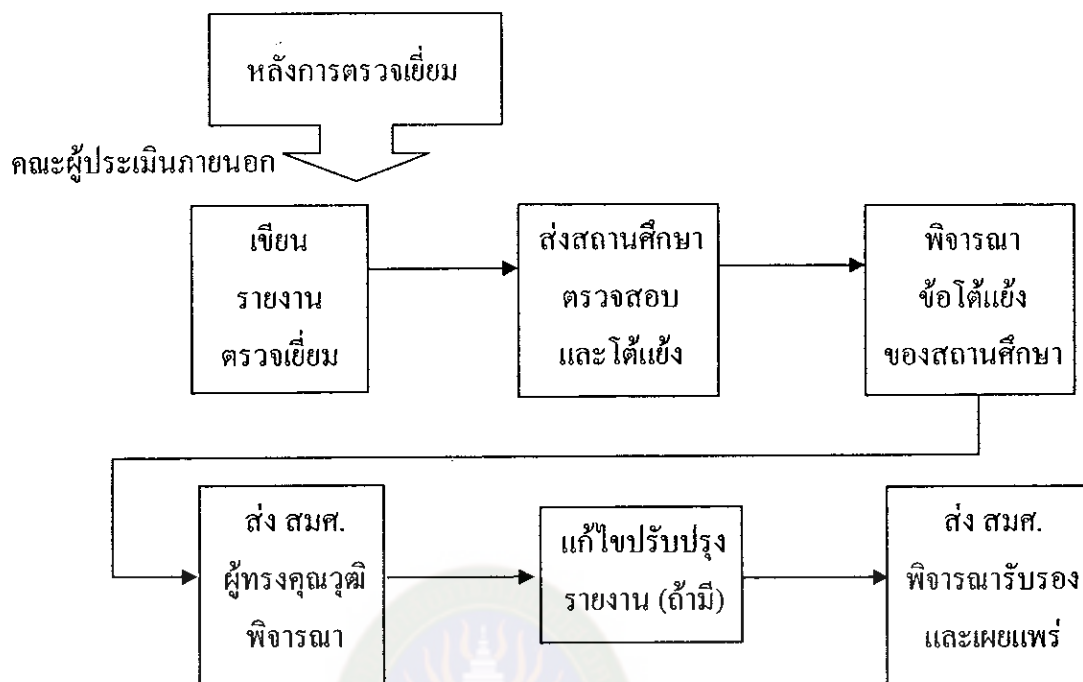 หลังการตรวจเยี่ยม
คณะผู้ประเมินภายนอก
เขียน
รายงาน
ตรวจเยี่ยม
ส่งสถานศึกษา
ตรวจสอบ
และโต้แย้ง
พิจารณา
ข้อโต้แย้ง
ของสถานศึกษา
ส่ง สมศ.
ผู้ทรงคุณวุฒิ
พิจารณา
แก้ไขปรับปรุง
รายงาน (ถ้ามี)
ส่ง สมศ.
พิจารณารับรอง
และเผยแพร่